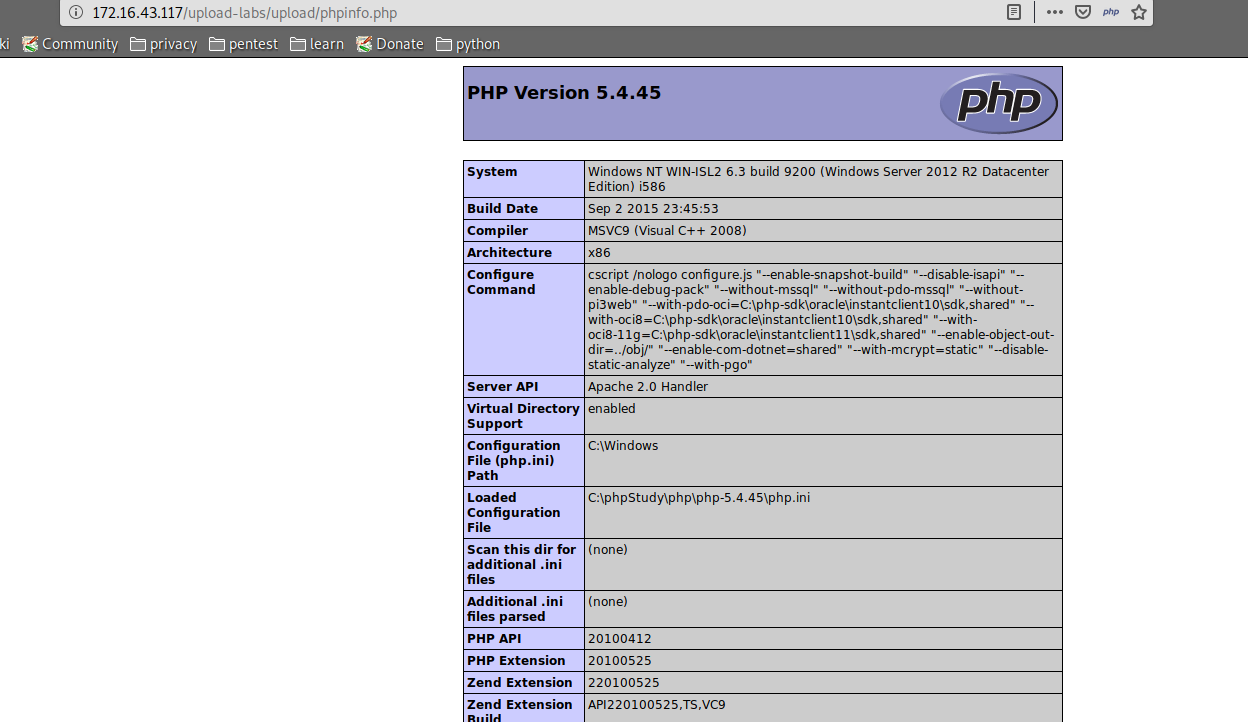 172.16.43.117/upload-labs/upload/phpinfo.php
php
ki Community privacy pentest learn Donate python
PHP Version 5.4.45
php
System
Windows NT WIN-ISL2 6.3 build 9200 (Windows Server 2012 R2 Datacenter
Edition) i586
Build Date
Sep 2 2015 23:45:53
Compiler
MSVC9 (Visual C++ 2008)
Architecture
x86
Configure
Command
cscript /nologo configure.js "--enable-snapshot-build" "--disable-isapi" "--
enable-debug-pack" "--without-mssql" "--without-pdo-mssql" "--without-
pi3web" "--with-pdo-oci=C:\php-sdk\oracle\instantclient10\sdk,shared" "--
with-oci8=C:\php-sdk\oracle\instantclient10\sdk,shared" "--with-
oci8-11g=C:\php-sdk\oracle\instantclient11\sdk,shared" "--enable-object-out-
dir=../obj/" "--enable-com-dotnet=shared" "--with-mcrypt=static" "--disable-
static-analyze" "--with-pgo"
Server API
Apache 2.0 Handler
Virtual Directory
Support
enabled
Configuration
File (php.ini)
Path
C:\Windows
Loaded
Configuration
File
C:\phpStudy\php\php-5.4.45\php.ini
Scan this dir for
additional .ini
files
(none)
Additional .ini
files parsed
(none)
PHP API
20100412
PHP Extension
20100525
Zend Extension
220100525
Zend Extension
Build
API220100525,TS,VC9